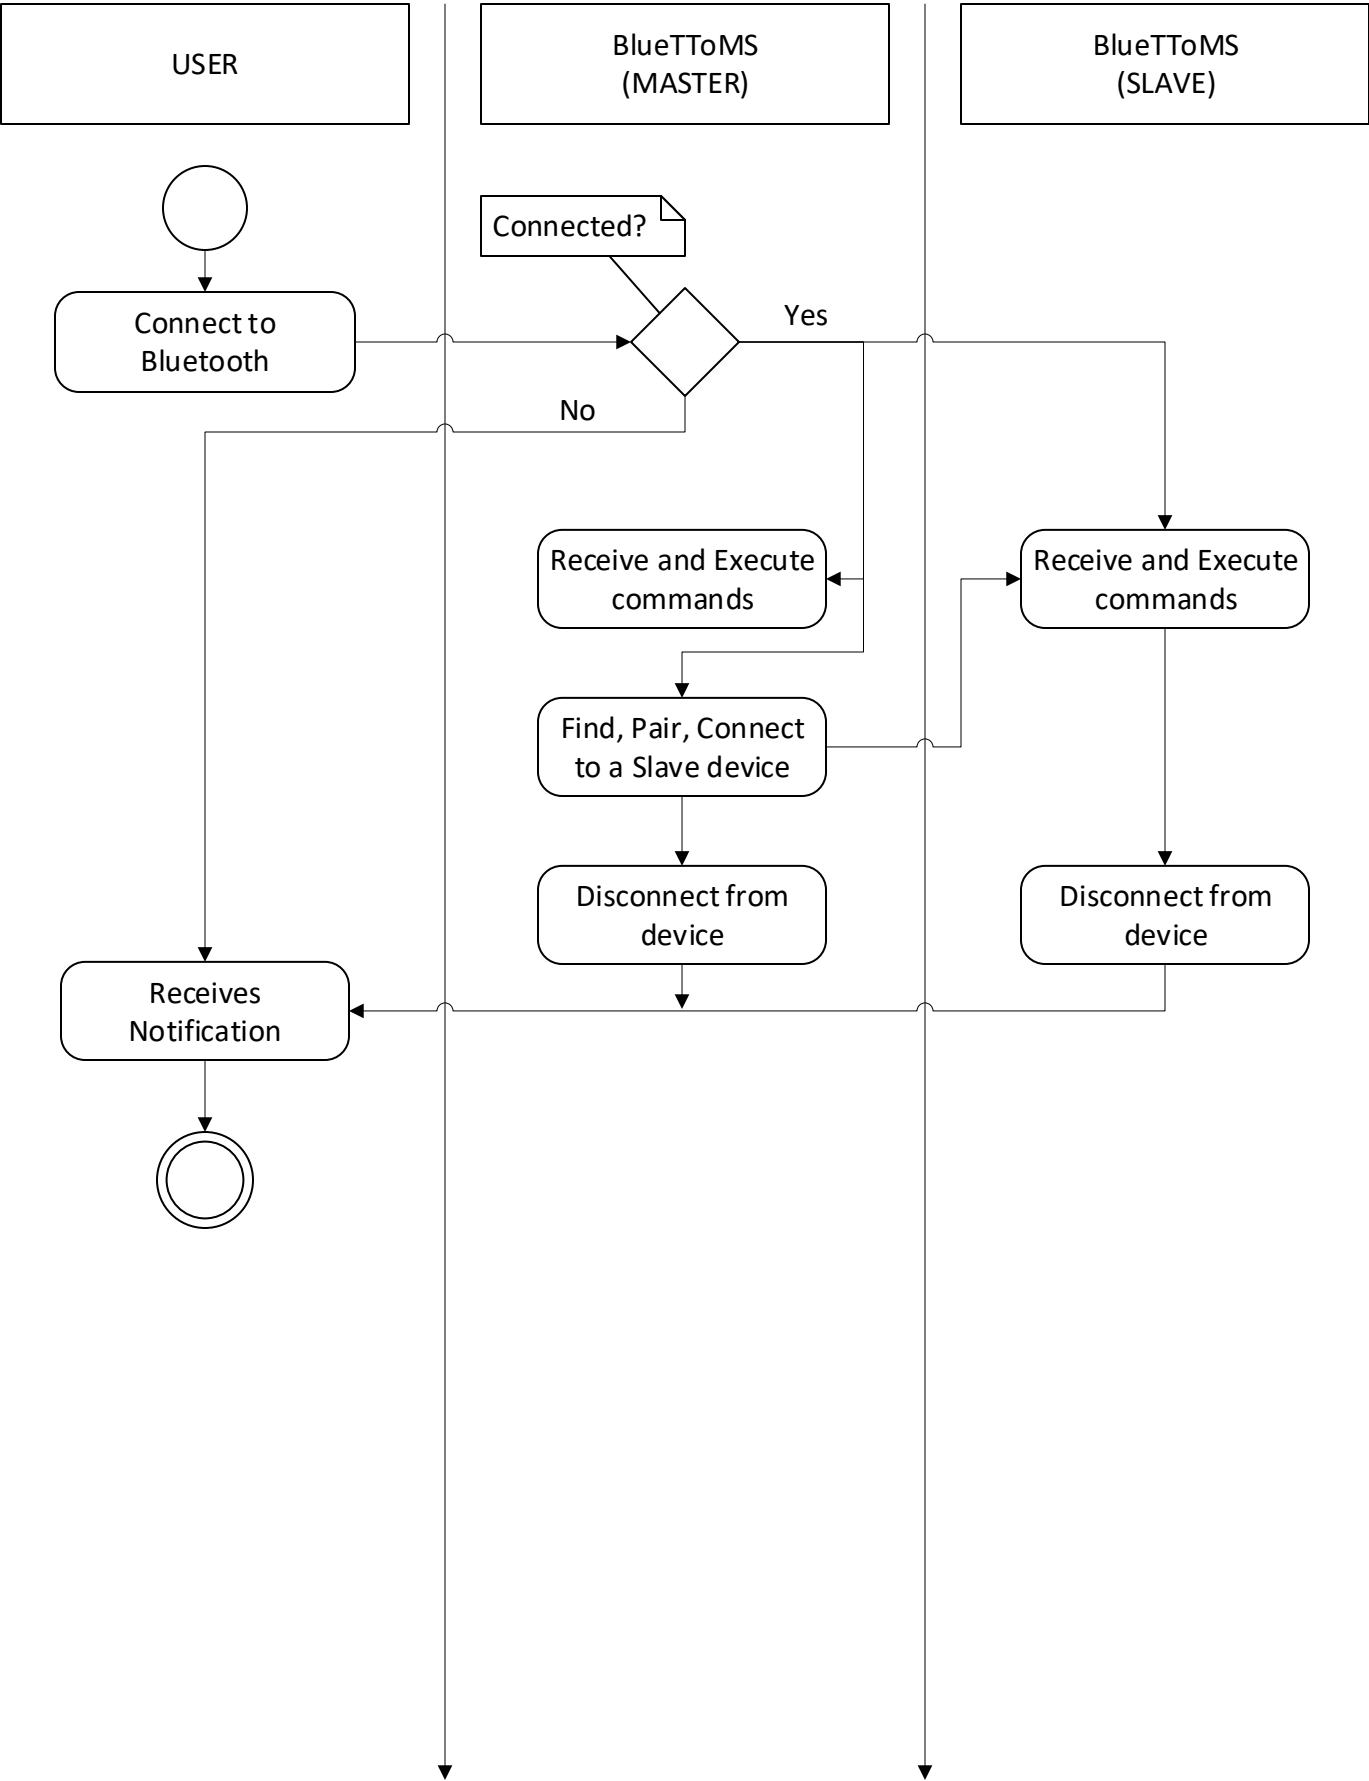 USER
BlueTToMS
(MASTER)
BlueTToMS
(SLAVE)
Connected?
Connect to
Bluetooth
Yes
No
Receive and Execute
commands
Receive and Execute
commands
Find, Pair, Connect
to a Slave device
Disconnect from
device
Disconnect from
device
Receives
Notification